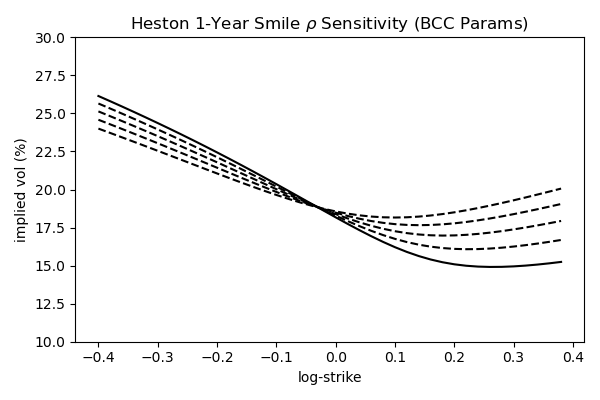 Heston 1-Year Smile ρ Sensitivity (BCC Params)
30.0
27.5
25.0
22.5
20.0
17.5
15.0
12.5
10.0
implied vol (%)
−0.4 −0.3 −0.2 −0.1 0.0 0.1 0.2 0.3 0.4
log-strike